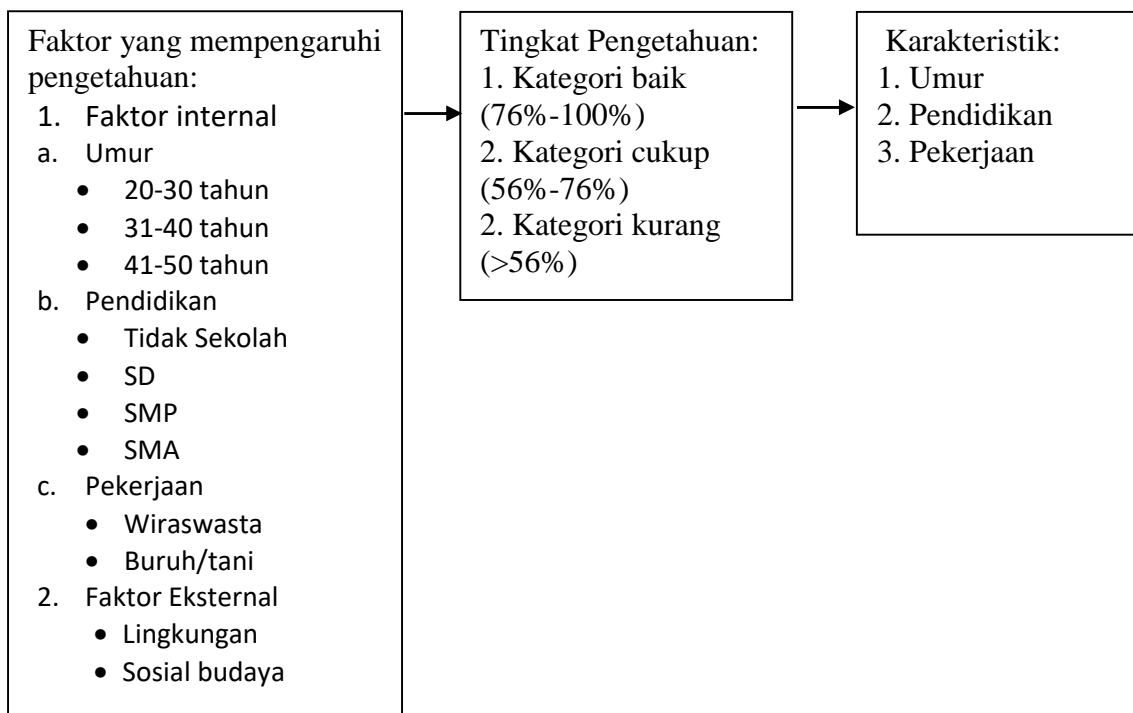 Faktor yang mempengaruhi
pengetahuan:
1. Faktor internal
a. Umur
• 20-30 tahun
• 31-40 tahun
• 41-50 tahun
b. Pendidikan
• Tidak Sekolah
• SD
• SMP
• SMA
c. Pekerjaan
• Wiraswasta
• Buruh/tani
2. Faktor Eksternal
• Lingkungan
• Sosial budaya
Tingkat Pengetahuan:
1. Kategori baik
(76%-100%)
2. Kategori cukup
(56%-76%)
2. Kategori kurang
(>56%)
Karakteristik:
1. Umur
2. Pendidikan
3. Pekerjaan